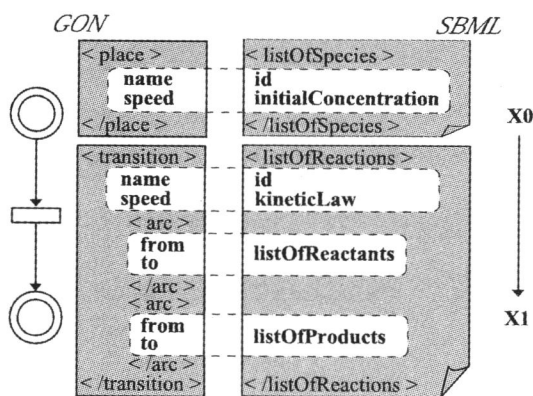 GON SBML
< place > < listOfSpecies >
name id
speed initialConcentration
</place > </listOfSpecies > X0
< transition > < listOfReactions >
name id
speed kineticLaw
< arc >
from
to listOfReactants
</arc >
< arc >
from
to listOfProducts X1
</arc >
</transition > </listOfReactions >